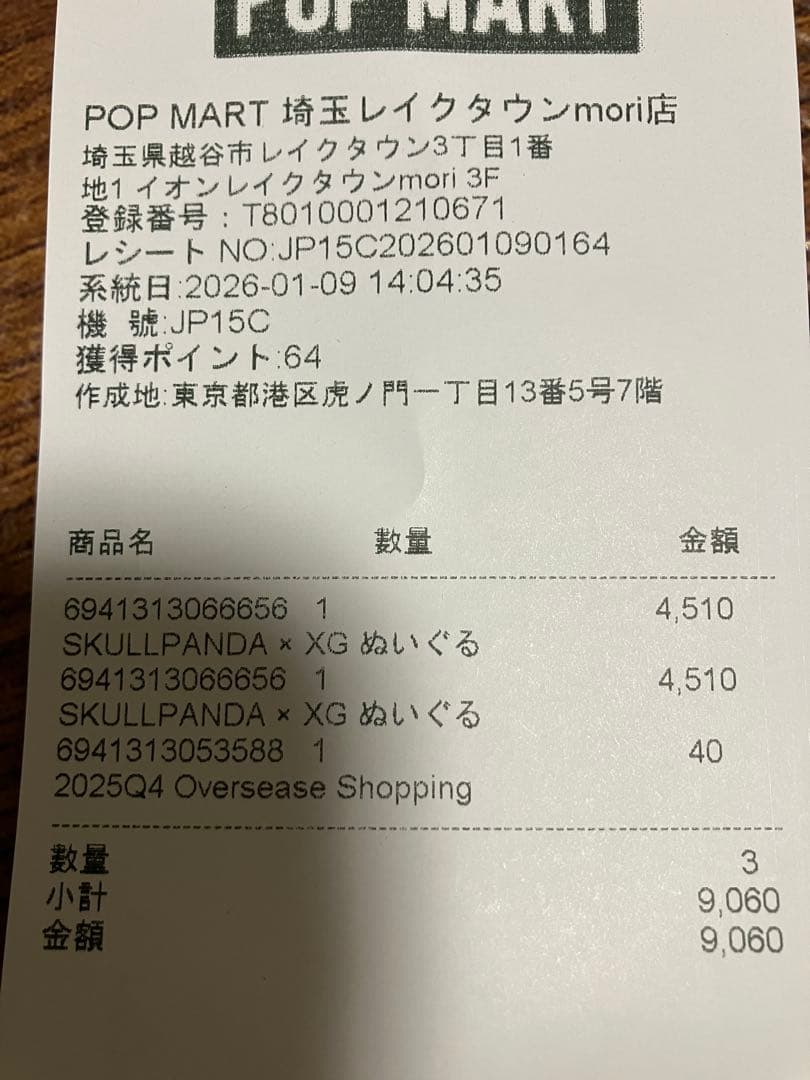 POP MART
POP MART 埼玉レイクタウンmori店
埼玉県越谷市レイクタウン3丁目1番
地1 イオンレイクタウンmori 3F
登録番号：T8010001210671
レシート NO:JP15C202601090164
系統日:2026-01-09 14:04:35
機 號:JP15C
獲得ポイント:64
作成地:東京都港区虎ノ門一丁目13番5号7階
商品名 數量 金額
6941313066656 1 4,510
SKULLPANDA × XG ぬいぐる
6941313066656 1 4,510
SKULLPANDA × XG ぬいぐる
6941313053588 1 40
2025Q4 Oversease Shopping
數量 3
小計 9,060
金額 9,060